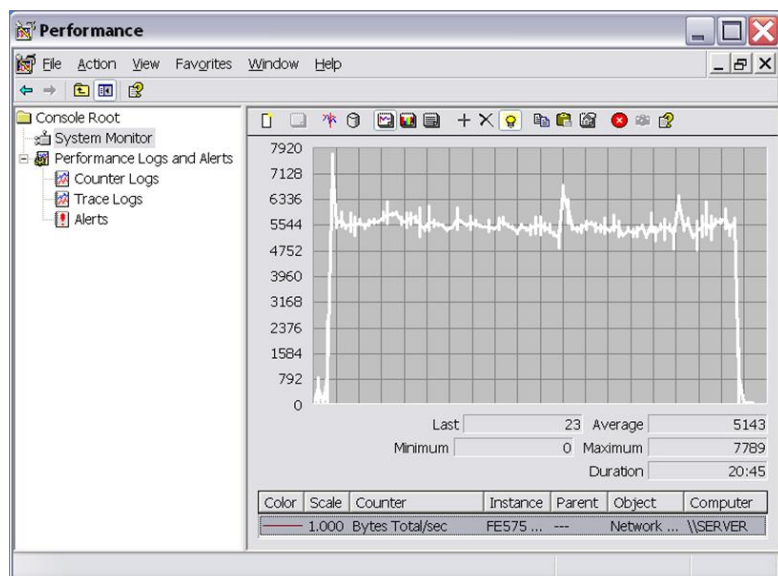 Performance
File Action View Favorites Window Help
Console Root
System Monitor
Performance Logs and Alerts
Counter Logs
Trace Logs
Alerts
7920
7128
6336
5544
4752
3960
3168
2376
1584
792
0
Last 23 Average 5143
Minimum 0 Maximum 7789
Duration 20:45
Color Scale Counter Instance Parent Object Computer
1.000 Bytes Total/sec FE575 ... --- Network ... \\SERVER